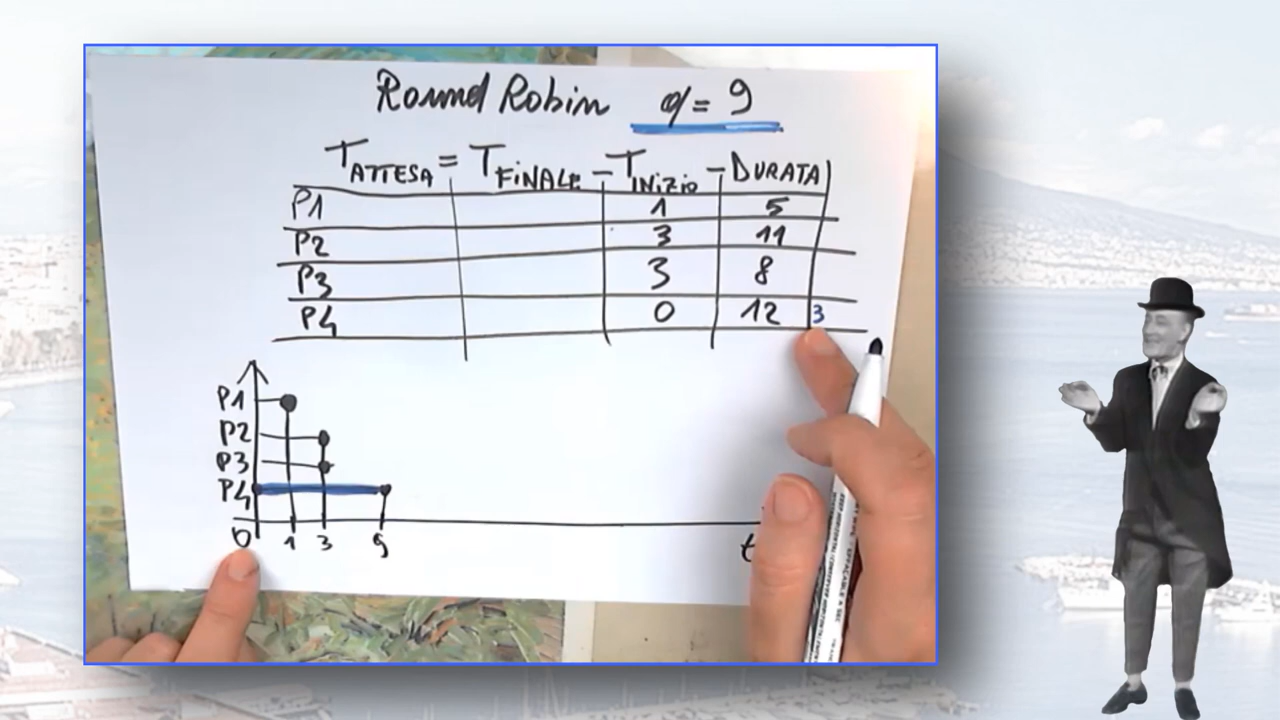 Round Robin q = 9
TATTESA = TFINALE - TINIZIO - DURATA
P1 1 5
P2 3 11
P3 3 8
P4 0 12 3
P1
P2
P3
P4
0 1 3 9
t